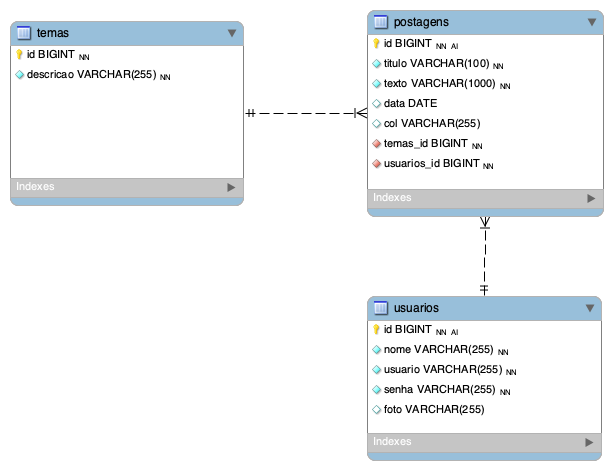 temas
id BIGINT NN
descricao VARCHAR(255) NN
Indexes
postagens
id BIGINT NN AI
titulo VARCHAR(100) NN
texto VARCHAR(1000) NN
data DATE
col VARCHAR(255)
temas_id BIGINT NN
usuarios_id BIGINT NN
Indexes
usuarios
id BIGINT NN AI
nome VARCHAR(255) NN
usuario VARCHAR(255) NN
senha VARCHAR(255) NN
foto VARCHAR(255)
Indexes